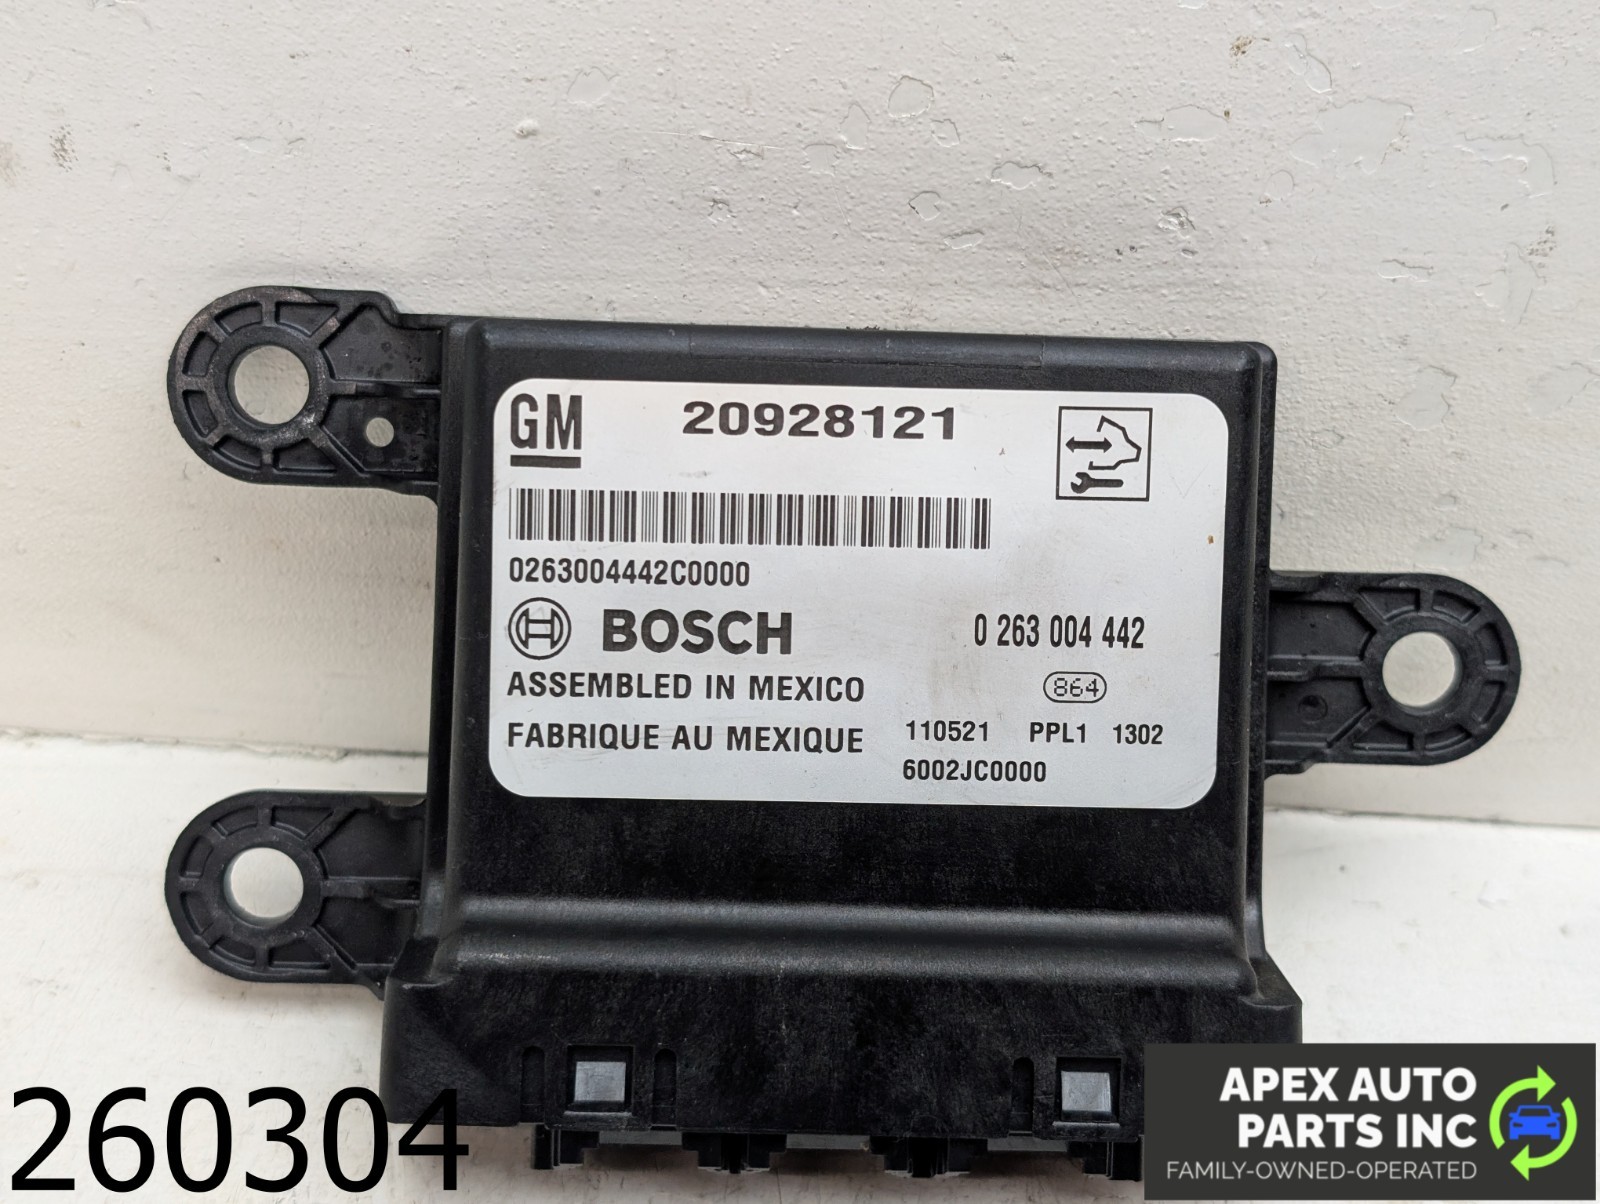 GM 20928121
0263004442C0000
BOSCH 0 263 004 442
ASSEMBLED IN MEXICO 864
FABRIQUE AU MEXIQUE 110521 PPL1 1302
6002JC0000
260304
APEX AUTO
PARTS INC
FAMILY-OWNED-OPERATED